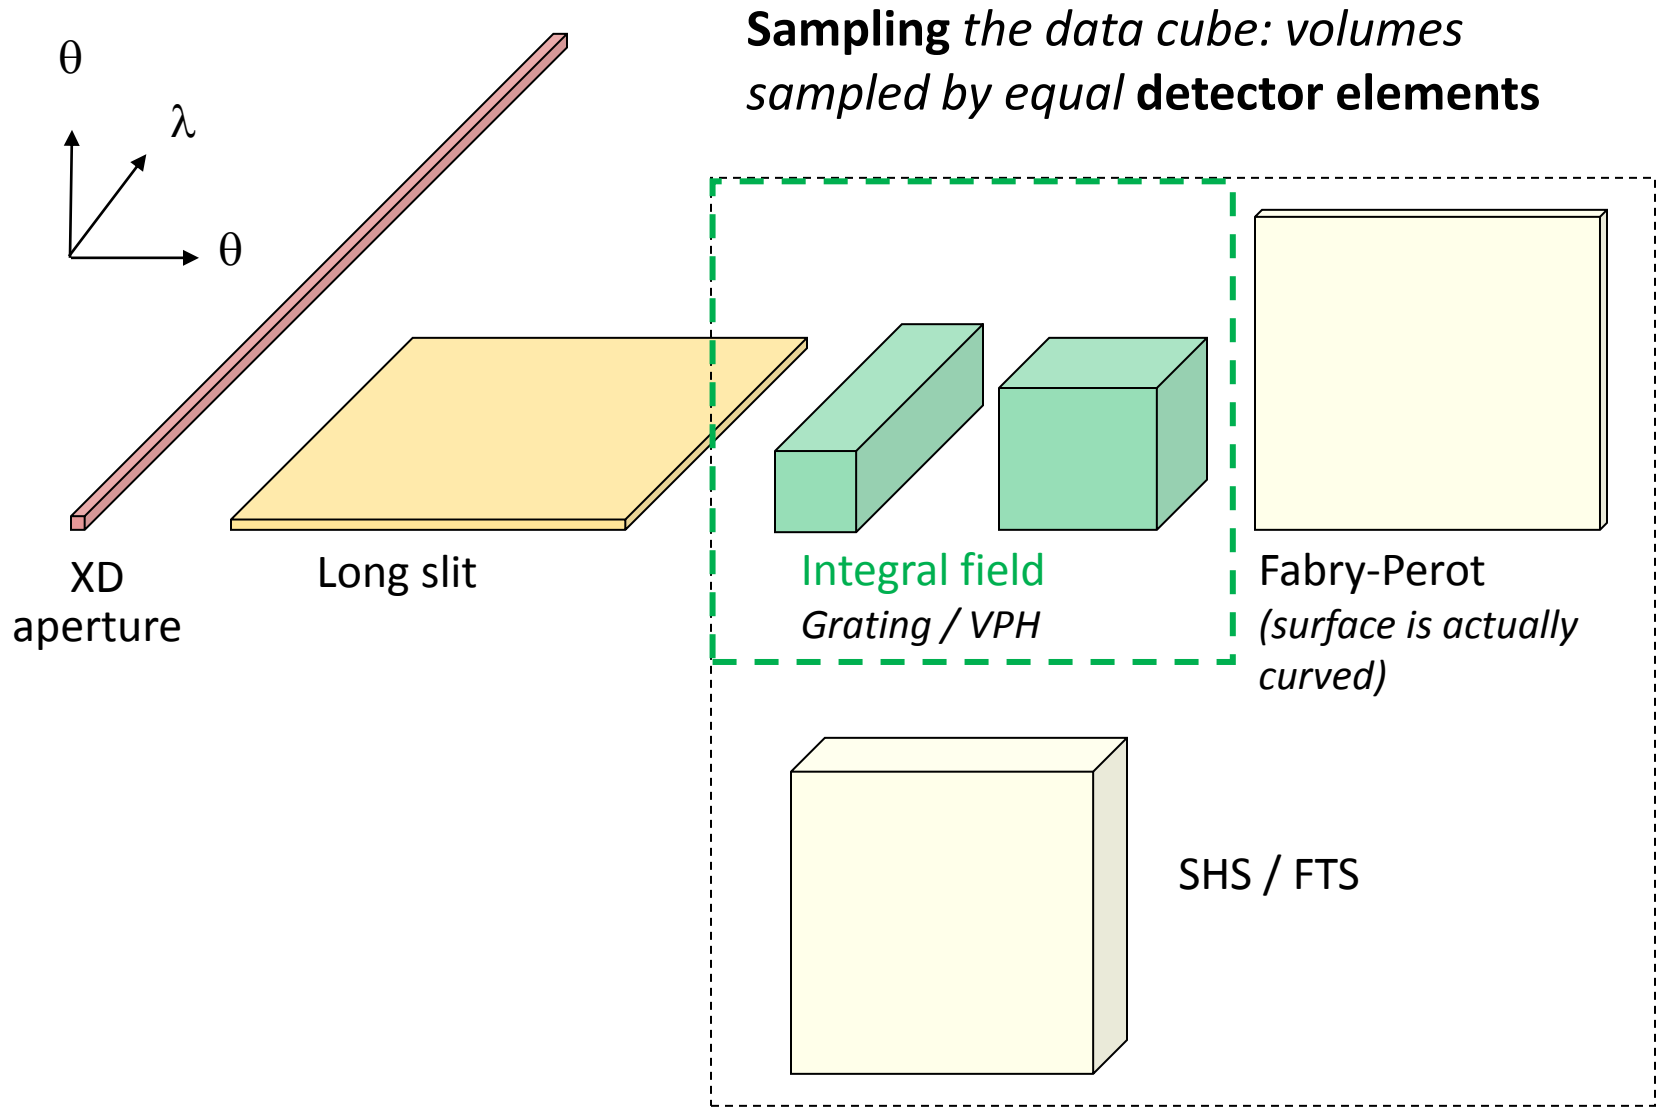 Sampling the data cube: volumes
sampled by equal detector elements
θ
λ
θ
XD
aperture
Long slit
Integral field
Grating / VPH
Fabry-Perot
(surface is actually
curved)
SHS / FTS